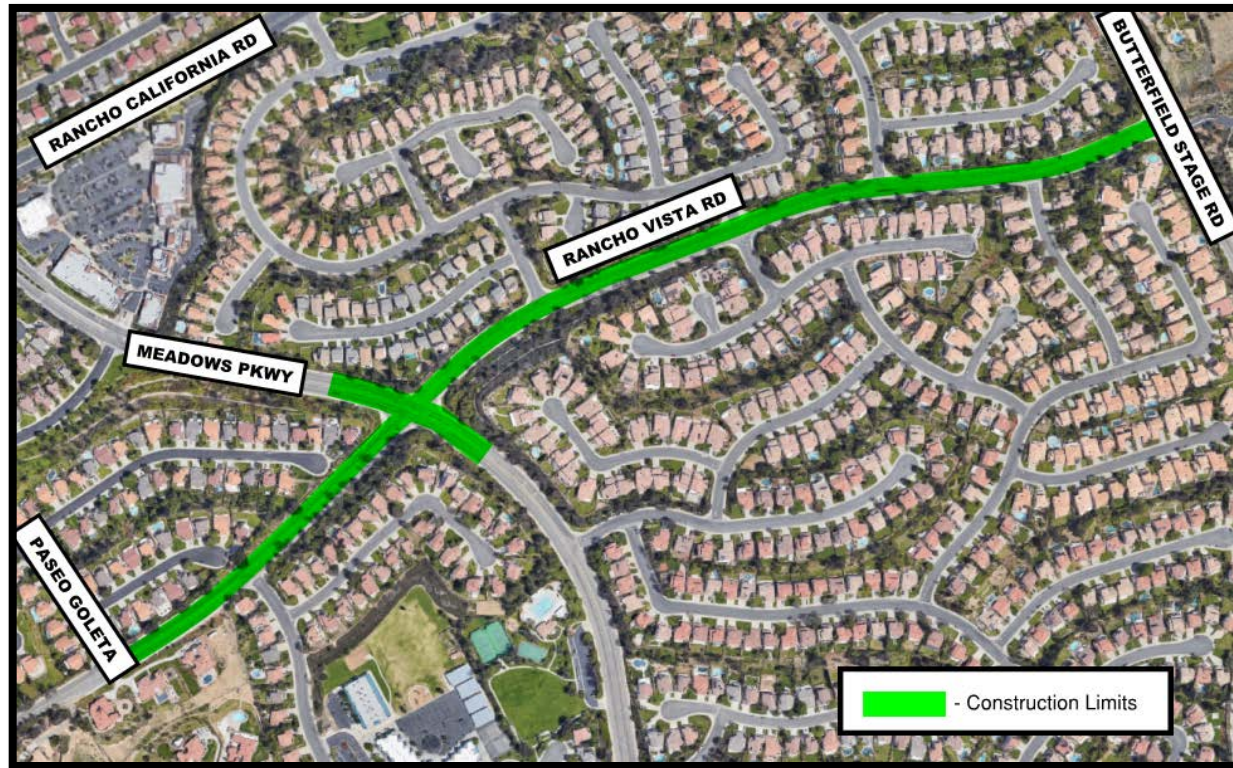 RANCHO CALIFORNIA RD
BUTTERFIELD STAGE RD
RANCHO VISTA RD
MEADOWS PKWY
PASEO GOLETA
- Construction Limits